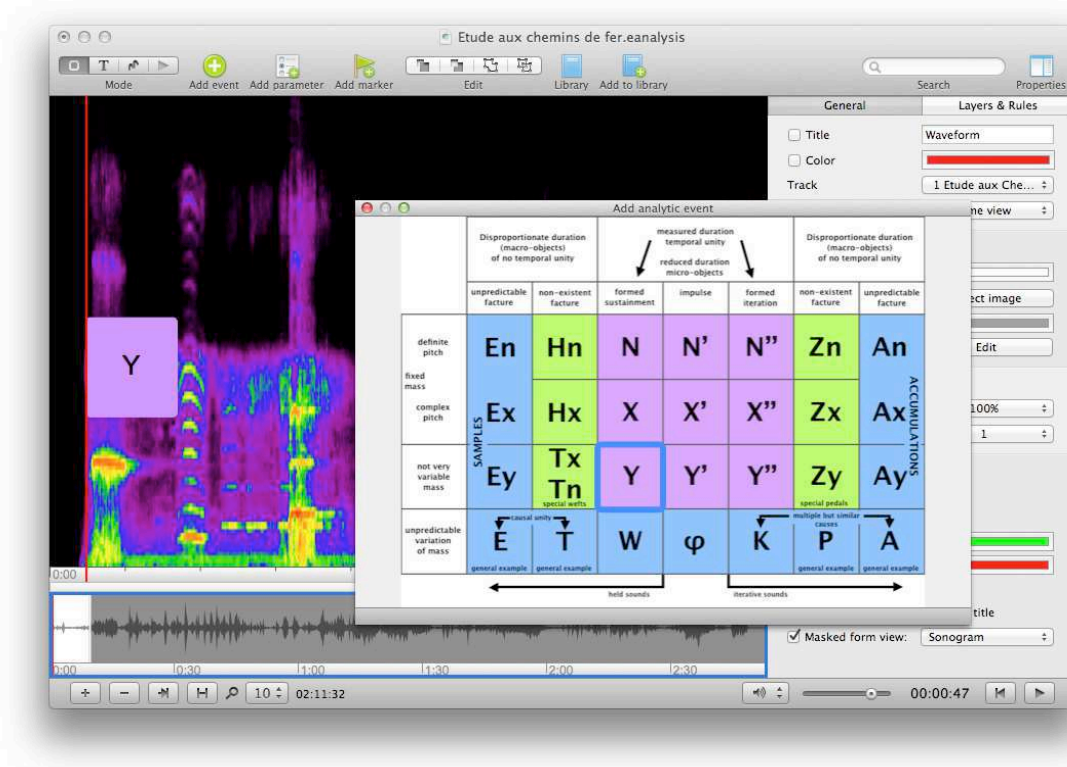 Etude aux chemins de fer.eanalysis
T
Mode Add event Add parameter Add marker Edit Library Add to library Search Properties
General Layers & Rules
Title Waveform
Color
Track 1 Etude aux Che...
me view
ect image
Edit
100%
1
title
Masked form view: Sonogram
Y
0:00
Add analytic event
Disproportionate duration
(macro-objects)
of no temporal unity
measured duration
temporal unity
reduced duration
micro-objects
Disproportionate duration
(macro-objects)
of no temporal unity
unpredictable
facture
non-existent
facture
formed
sustainment
impulse
formed
iteration
non-existent
facture
unpredictable
facture
definite
pitch
En Hn N N' N" Zn An
fixed
mass
complex
pitch
Ex Hx X X' X" Zx Ax
SAMPLES
ACCUMULATIONS
not very
variable
mass
Ey Tx Tn Y Y' Y" Zy Ay
special wefts special pedals
unpredictable
variation
of mass
causal unity
multiple but similar
causes
E T W φ K P A
general example general example general example general example
held sounds iterative sounds
0:00 0:30 1:00 1:30 2:00 2:30
10 02:11:32 00:00:47